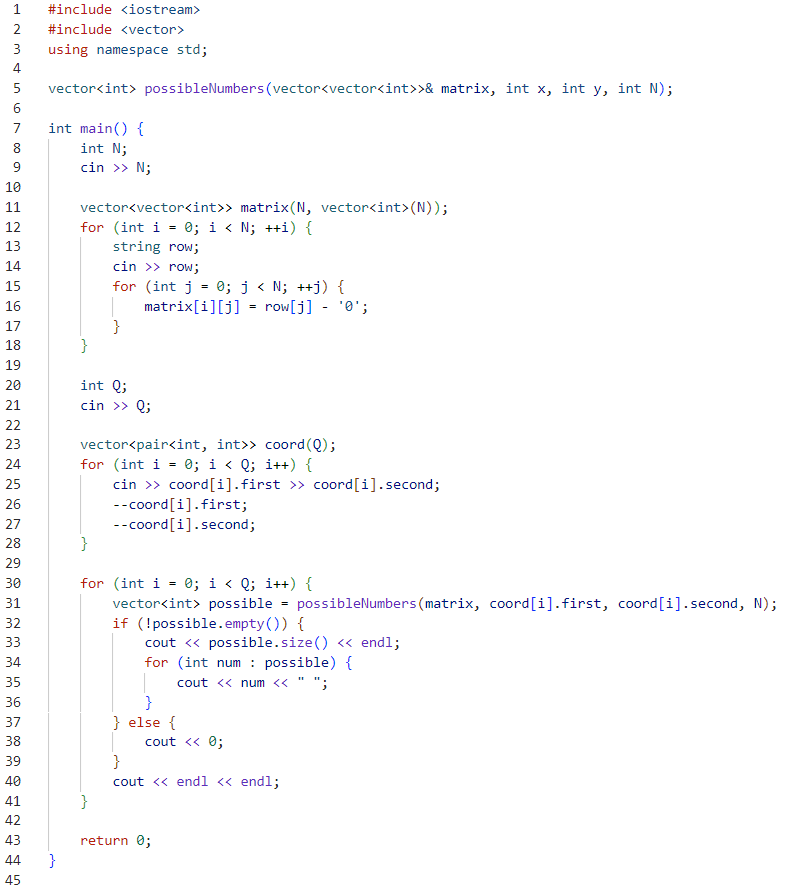 1 #include <iostream>
2 #include <vector>
3 using namespace std;
4
5 vector<int> possibleNumbers(vector<vector<int>>& matrix, int x, int y, int N);
6
7 int main() {
8     int N;
9     cin >> N;
10
11     vector<vector<int>> matrix(N, vector<int>(N));
12     for (int i = 0; i < N; ++i) {
13         string row;
14         cin >> row;
15         for (int j = 0; j < N; ++j) {
16             matrix[i][j] = row[j] - '0';
17         }
18     }
19
20     int Q;
21     cin >> Q;
22
23     vector<pair<int, int>> coord(Q);
24     for (int i = 0; i < Q; i++) {
25         cin >> coord[i].first >> coord[i].second;
26         --coord[i].first;
27         --coord[i].second;
28     }
29
30     for (int i = 0; i < Q; i++) {
31         vector<int> possible = possibleNumbers(matrix, coord[i].first, coord[i].second, N);
32         if (!possible.empty()) {
33             cout << possible.size() << endl;
34             for (int num : possible) {
35                 cout << num << " ";
36             }
37         } else {
38             cout << 0;
39         }
40         cout << endl << endl;
41     }
42
43     return 0;
44 }
45